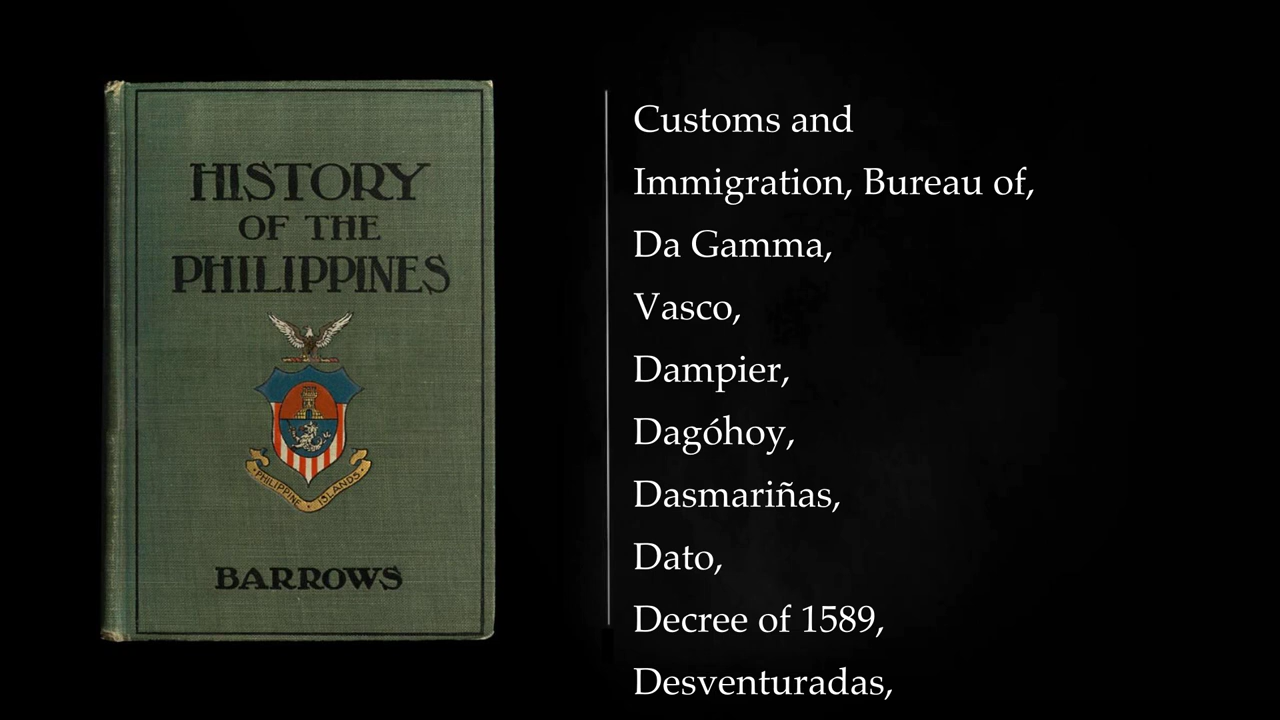 HISTORY
OF THE
PHILIPPINES
PHILIPPINE ISLANDS
BARROWS
Customs and
Immigration, Bureau of,
Da Gamma,
Vasco,
Dampier,
Dagóhoy,
Dasmariñas,
Dato,
Decree of 1589,
Desventuradas,